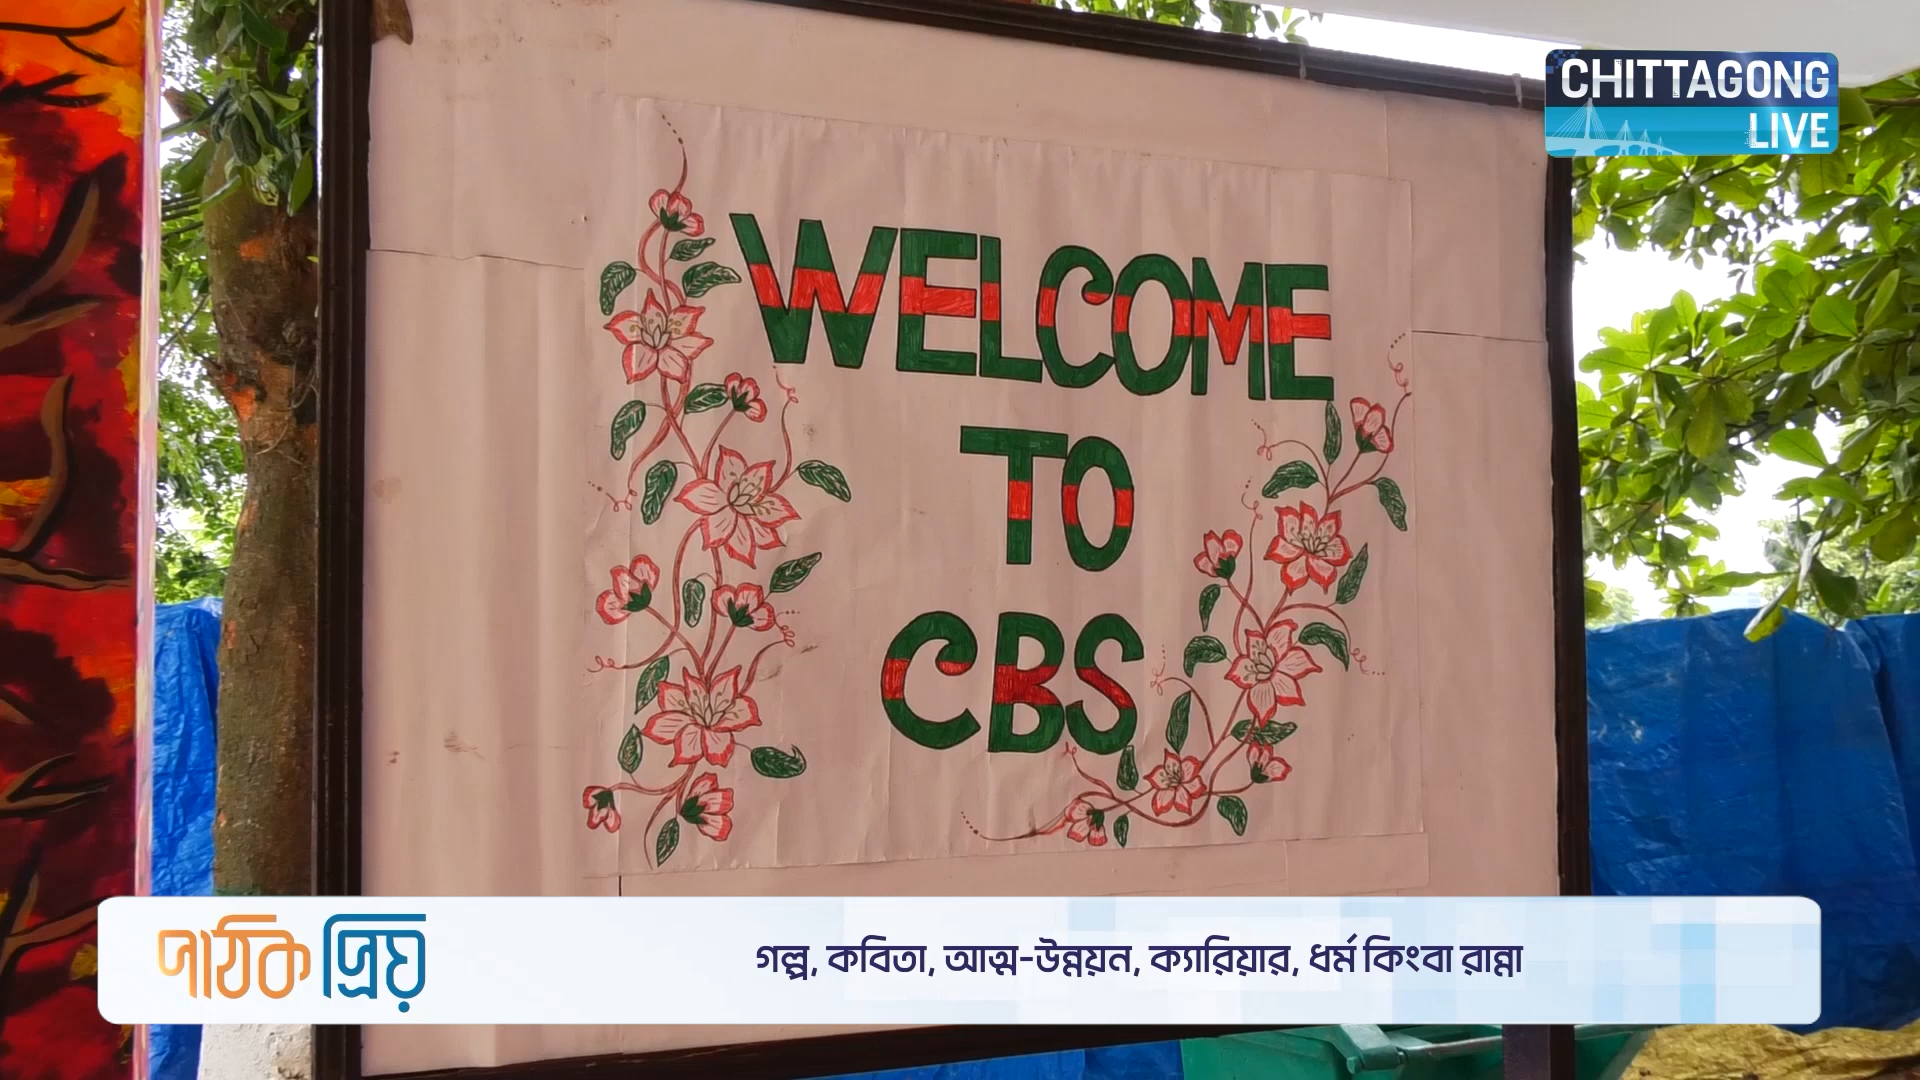 CHITTAGONG
LIVE
WELCOME
TO
CBS
পাঠক প্রিয়
গল্প, কবিতা, আত্ম-উন্নয়ন, ক্যারিয়ার, ধর্ম কিংবা রান্না